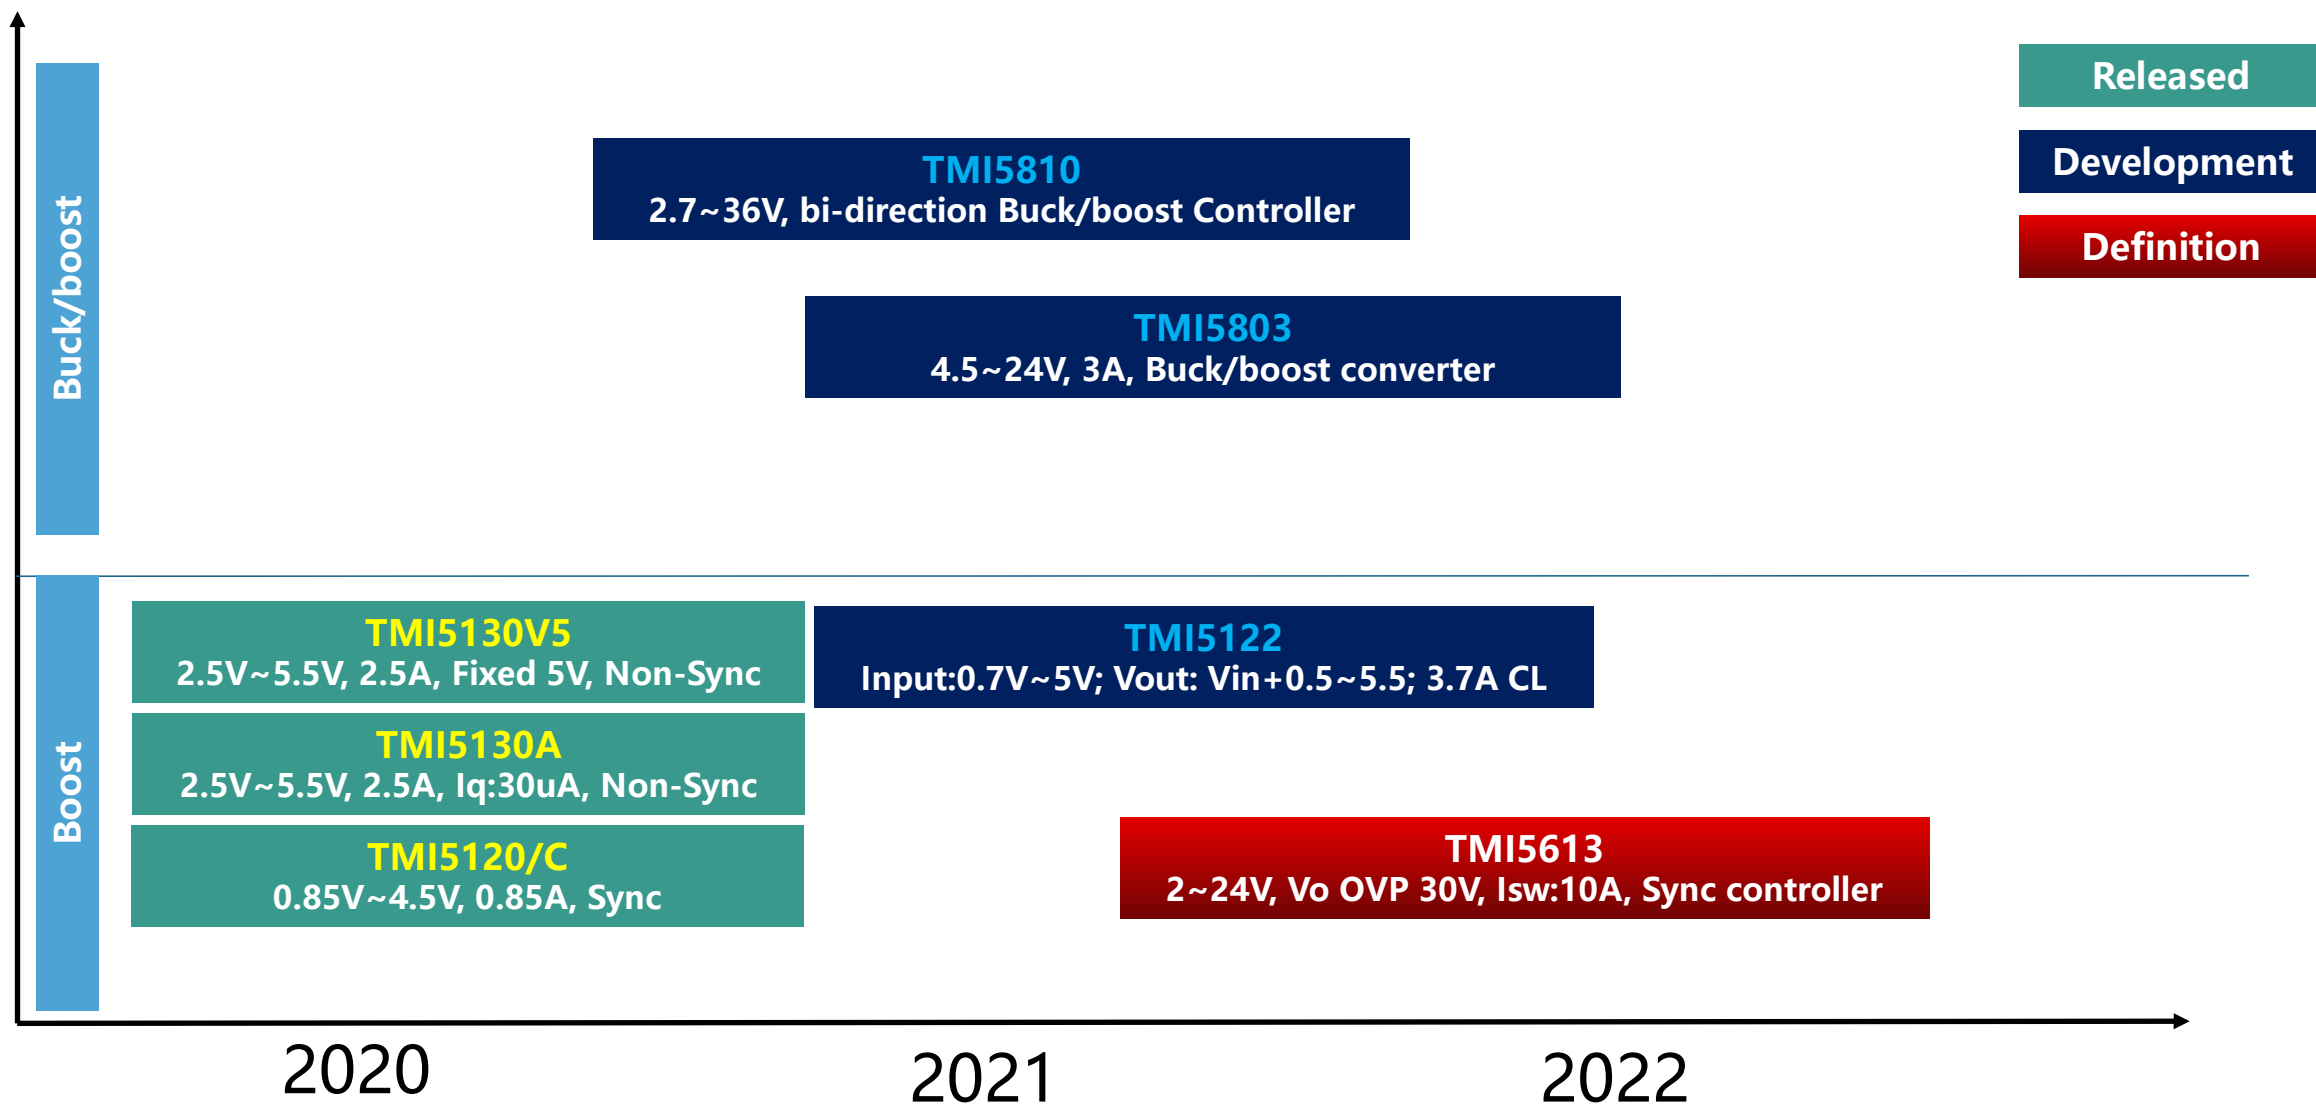 Released
Development
Definition
Buck/boost
TMI5810
2.7~36V, bi-direction Buck/boost Controller
TMI5803
4.5~24V, 3A, Buck/boost converter
Boost
TMI5130V5
2.5V~5.5V, 2.5A, Fixed 5V, Non-Sync
TMI5122
Input:0.7V~5V; Vout: Vin+0.5~5.5; 3.7A CL
TMI5130A
2.5V~5.5V, 2.5A, Iq:30uA, Non-Sync
TMI5120/C
0.85V~4.5V, 0.85A, Sync
TMI5613
2~24V, Vo OVP 30V, Isw:10A, Sync controller
2020
2021
2022